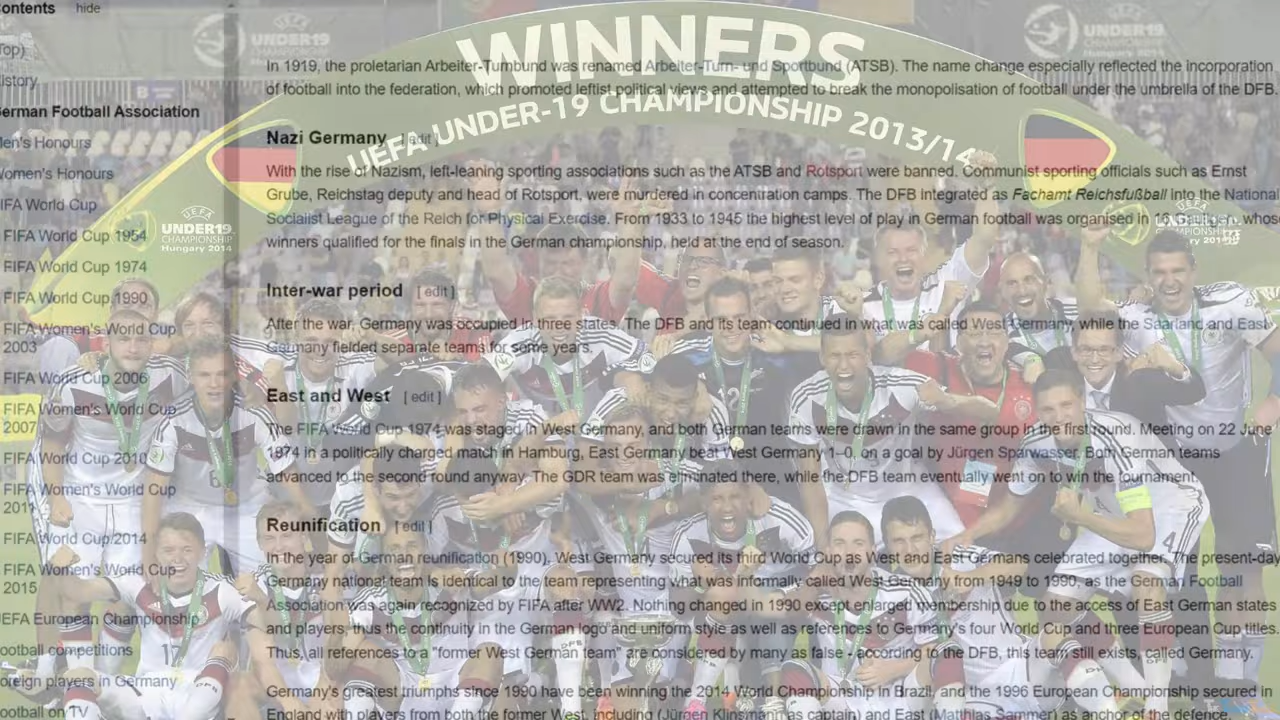 Contents hide
(Top)
History
German Football Association
Men's Honours
Women's Honours
FIFA World Cup
FIFA World Cup 1954
FIFA World Cup 1974
FIFA World Cup 1990
FIFA Women's World Cup
2003
FIFA World Cup 2006
FIFA Women's World Cup
2007
FIFA World Cup 2010
FIFA Women's World Cup
2011
FIFA World Cup 2014
FIFA Women's World Cup
2015
UEFA European Championship
football competitions
foreign players in Germany
football on TV
WINNERS
UEFA UNDER-19 CHAMPIONSHIP 2013/14
UEFA
UNDER19
CHAMPIONSHIP
Hungary 2014
UNDER19
CHAMPIONSHIP
UNDER19
CHAMPIONSHIP
In 1919, the proletarian Arbeiter-Turnbund was renamed Arbeiter-Turn- und Sportbund (ATSB). The name change especially reflected the incorporation
of football into the federation, which promoted leftist political views and attempted to break the monopolisation of football under the umbrella of the DFB.
Nazi Germany [ edit ]
With the rise of Nazism, left-leaning sporting associations such as the ATSB and Rotsport were banned. Communist sporting officials such as Ernst
Grube, Reichstag deputy and head of Rotsport, were murdered in concentration camps. The DFB integrated as Fachamt Reichsfußball into the National
Socialist League of the Reich for Physical Exercise. From 1933 to 1945 the highest level of play in German football was organised in 16 whos
winners qualified for the finals in the German championship, held at the end of season.
Inter-war period [ edit ]
After the war, Germany was occupied in three states. The DFB and its team continued in what was called West Germany, while the Saarland and East
Germany fielded separate teams for some years.
East and West [ edit ]
The FIFA World Cup 1974 was staged in West Germany, and both German teams were drawn in the same group in the first round. Meeting on 22 June
1974 in a politically charged match in Hamburg, East Germany beat West Germany 1–0, on a goal by Jürgen Sparwasser. Both German teams
advanced to the second round anyway. The GDR team was eliminated there, while the DFB team eventually went on to win the tournament.
Reunification [ edit ]
In the year of German reunification (1990), West Germany secured its third World Cup as West and East Germans celebrated together. The present-day
Germany national team is identical to the team representing what was informally called West Germany from 1949 to 1990, as the German Football
Association was again recognized by FIFA after WW2. Nothing changed in 1990 except enlarged membership due to the access of East German states
and players, thus the continuity in the German logo and uniform style as well as references to Germany's four World Cup and three European Cup titles.
Thus, all references to a "former West German team" are considered by many as false - according to the DFB, this team still exists, called Germany.
Germany's greatest triumphs since 1990 have been winning the 2014 World Championship in Brazil, and the 1996 European Championship secured in
England with players from both the former West, including (Jürgen Klinsmann as captain) and East (Matthias Sammer) as anchor of the defence.
12
4
17